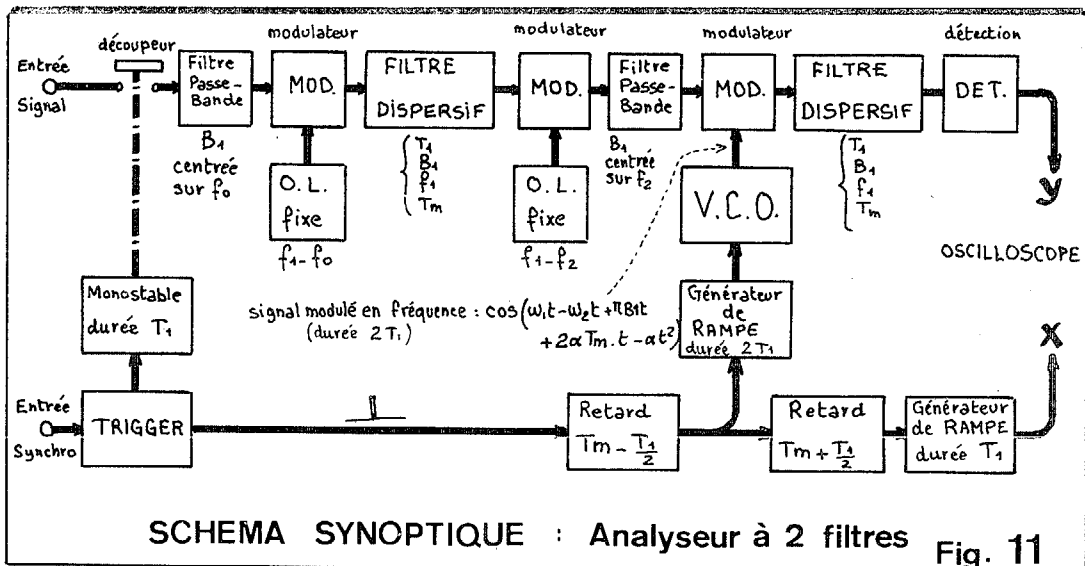 découpeur
modulateur
modulateur
modulateur
détection
Entrée
Signal
Filtre
Passe-
Bande
MOD.
FILTRE
DISPERSIF
MOD.
Filtre
Passe-
Bande
MOD.
FILTRE
DISPERSIF
DET.
B1
centrée
sur f0
O.L.
fixe
f1-f0
T1
B1
f1
Tm
O.L.
fixe
f1-f2
B1
centrée
sur f2
V.C.O.
T1
B1
f1
Tm
y
OSCILLOSCOPE
Monostable
durée T1
signal modulé en fréquence : cos(ω1t-ω2t+πB1t
(durée 2T1)
+2αTm.t-αt²)
Générateur
de
RAMPE
durée 2T1
x
Entrée
Synchro
TRIGGER
Retard
Tm - T1/2
Retard
Tm + T1/2
Générateur
de RAMPE
durée T1
SCHEMA SYNOPTIQUE : Analyseur à 2 filtres Fig. 11